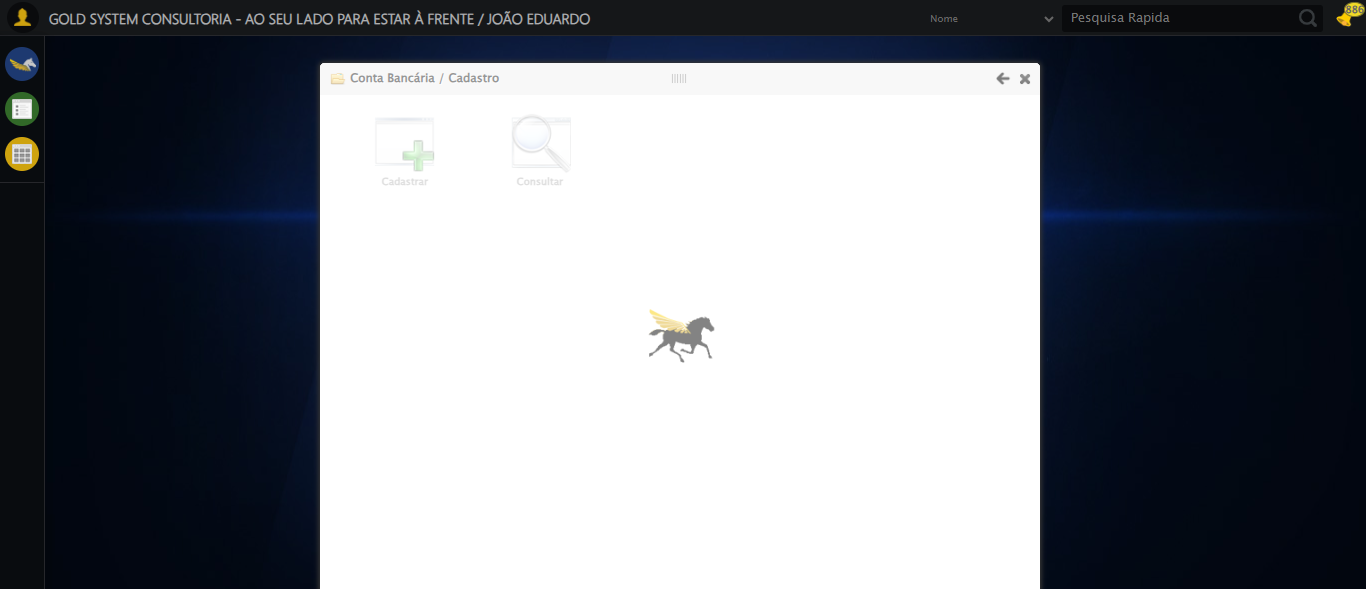 GOLD SYSTEM CONSULTORIA - AO SEU LADO PARA ESTAR À FRENTE / JOÃO EDUARDO
Nome
Pesquisa Rapida
886
Conta Bancária / Cadastro
Cadastrar
Consultar